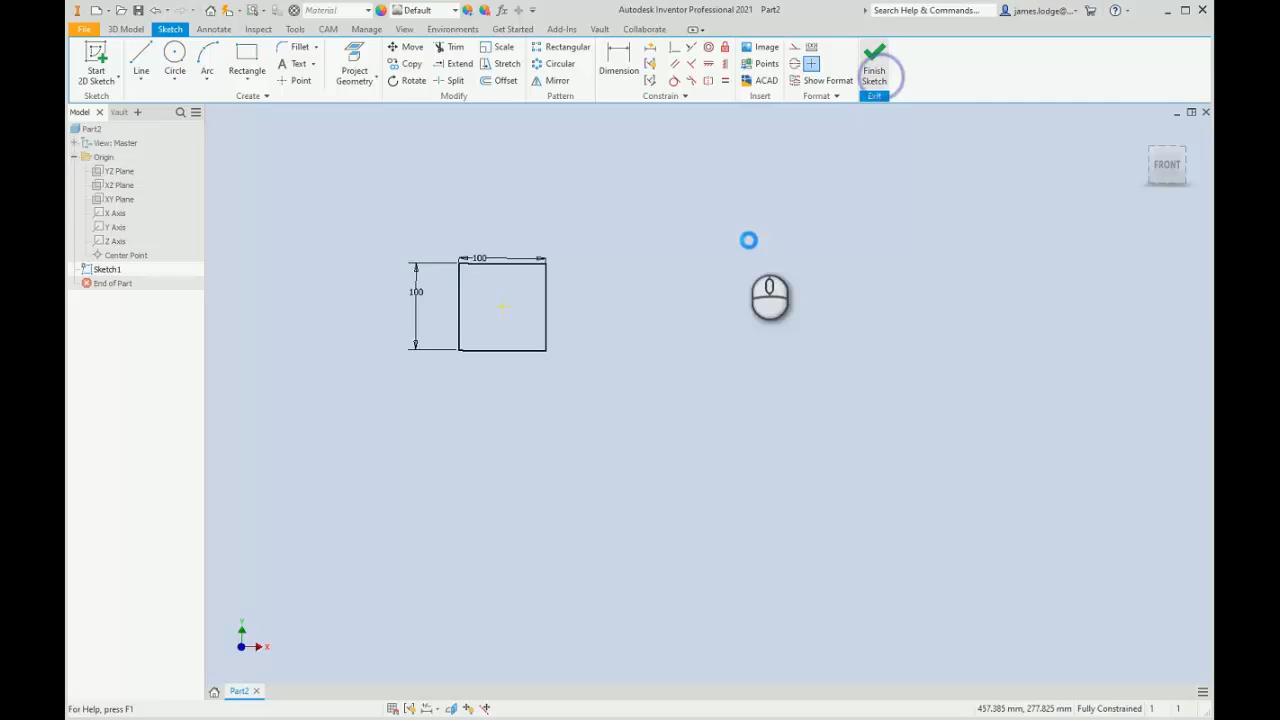 Material
Default
fx
Autodesk Inventor Professional 2021 Part2
Search Help & Commands...
james.lodge@...
File
3D Model
Sketch
Annotate
Inspect
Tools
CAM
Manage
View
Environments
Get Started
Add-Ins
Vault
Collaborate
Start
2D Sketch
Line
Circle
Arc
Rectangle
Fillet
Text
Point
Project
Geometry
Move
Copy
Rotate
Trim
Extend
Split
Scale
Stretch
Offset
Rectangular
Circular
Mirror
Dimension
Image
Points
ACAD
Show Format
Finish
Sketch
Sketch
Create
Modify
Pattern
Constrain
Insert
Format
Exit
Model
Vault
Part2
View: Master
Origin
YZ Plane
XZ Plane
XY Plane
X Axis
Y Axis
Z Axis
Center Point
Sketch1
End of Part
FRONT
100
100
Y
X
Part2
For Help, press F1
457.385 mm, 277.825 mm
Fully Constrained
1
1